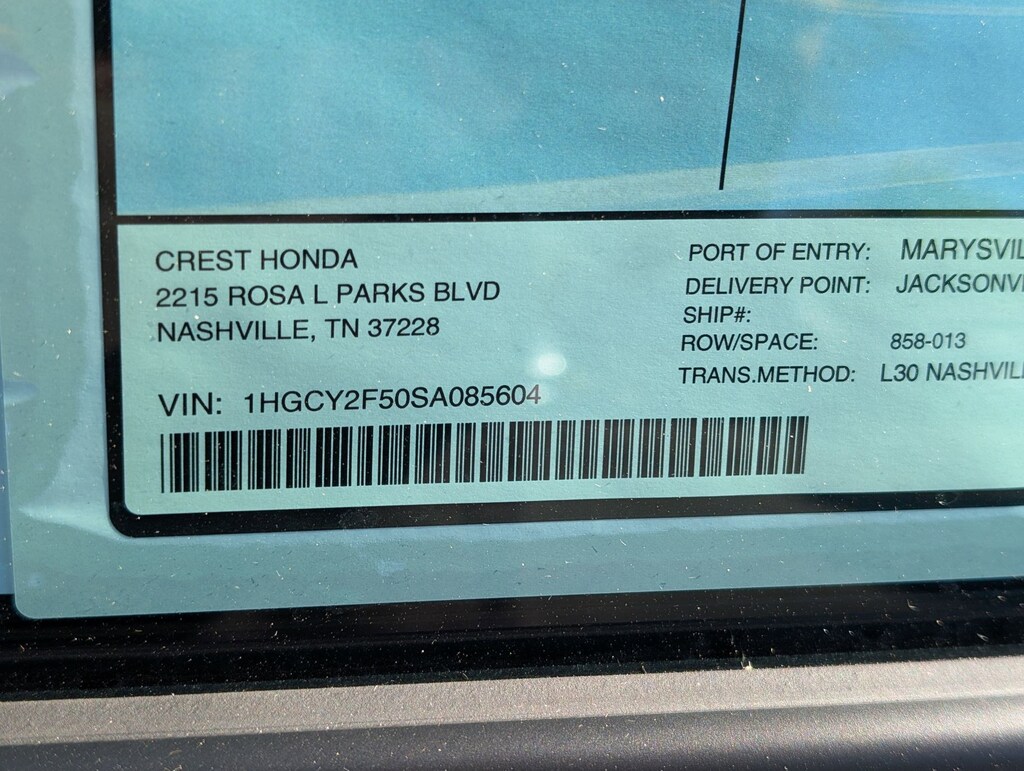 CREST HONDA
2215 ROSA L PARKS BLVD
NASHVILLE, TN 37228
VIN: 1HGCY2F50SA085604
PORT OF ENTRY: MARYSVIL
DELIVERY POINT: JACKSONVI
SHIP#:
ROW/SPACE: 858-013
TRANS.METHOD: L30 NASHVIL